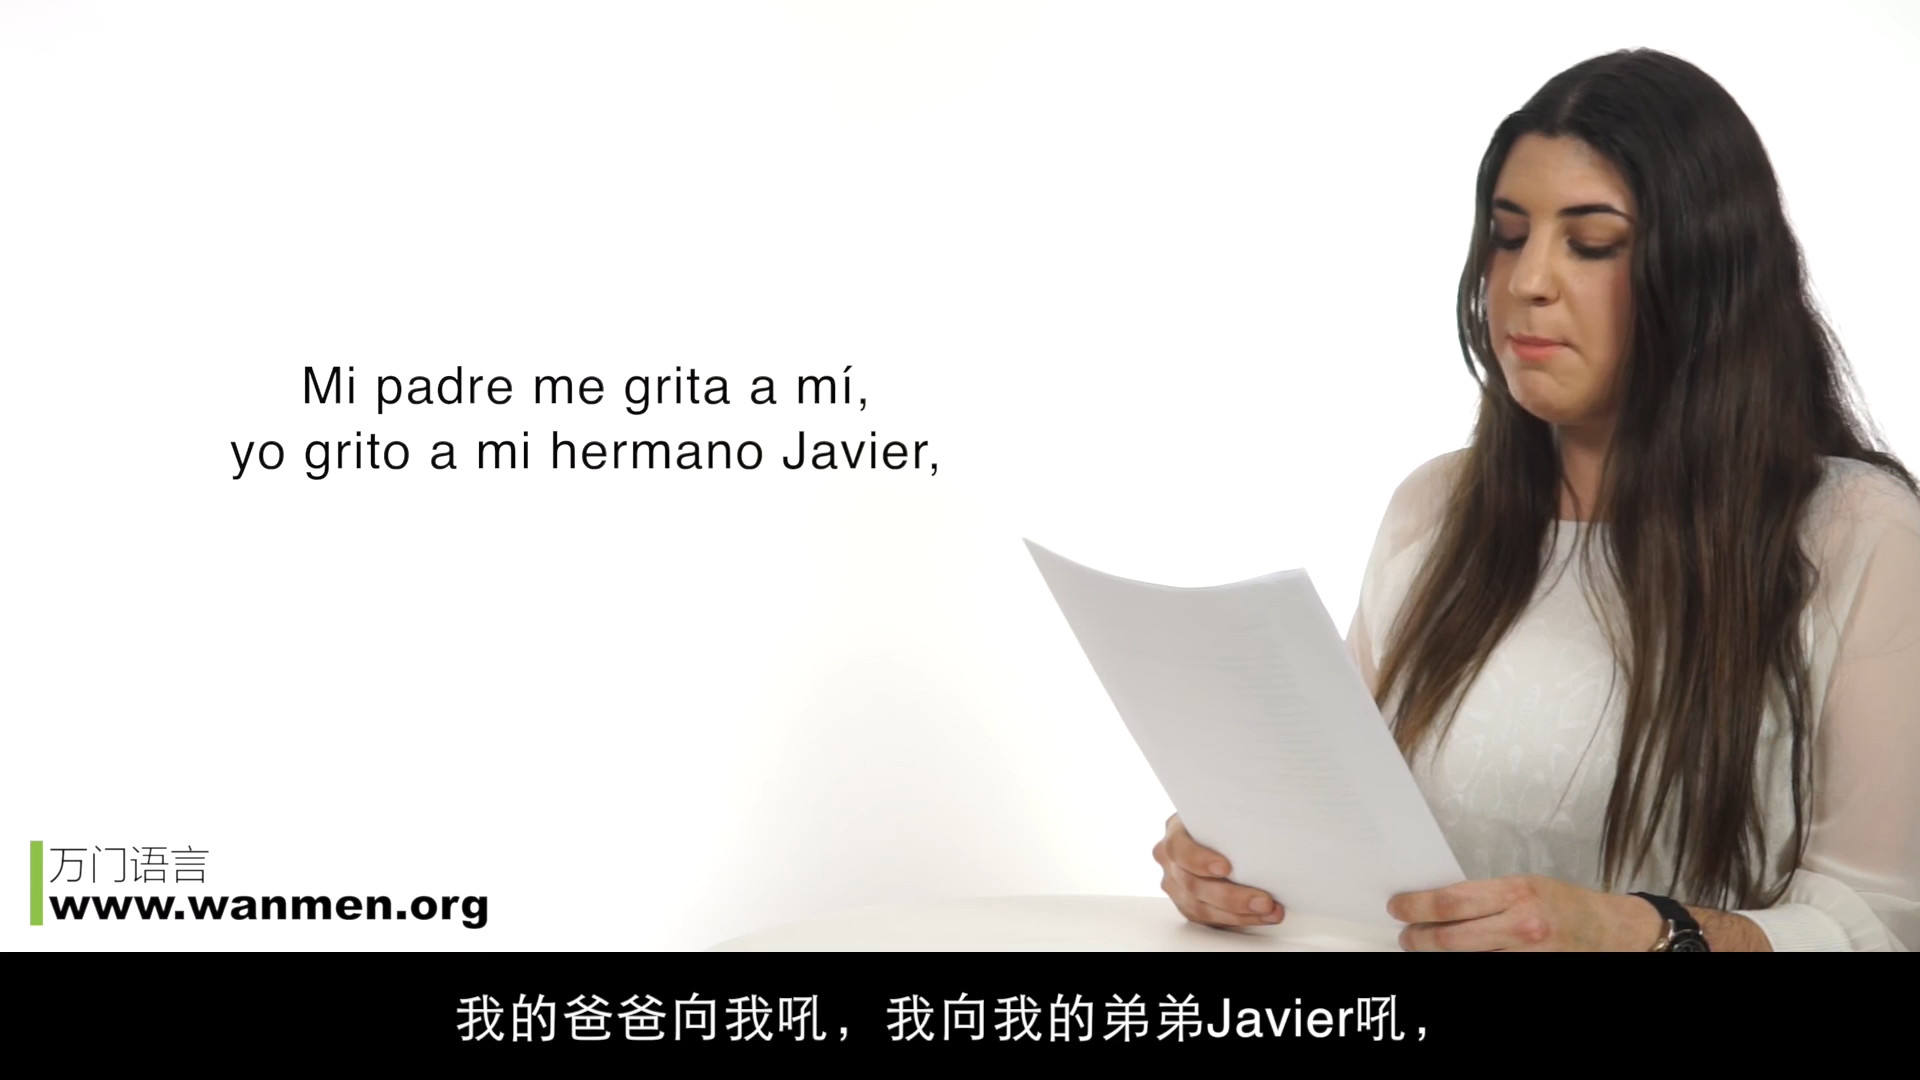 Mi padre me grita a mí,
yo grito a mi hermano Javier,
万门语言
www.wanmen.org
我的爸爸向我吼，我向我的弟弟Javier吼，